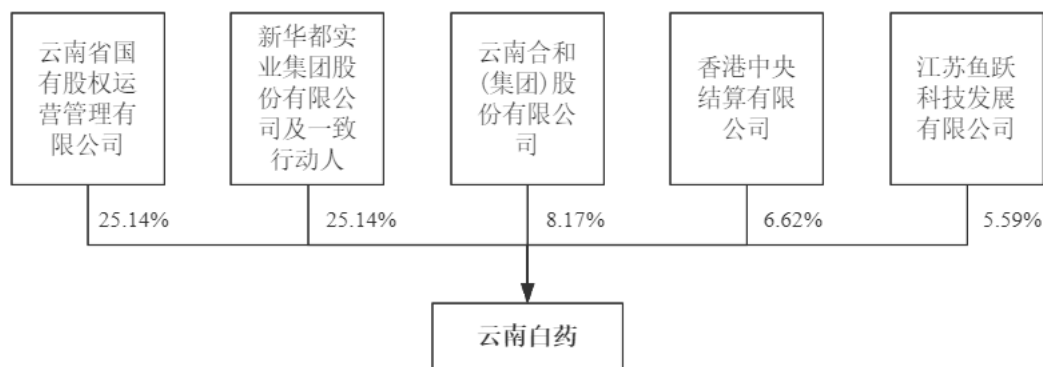 云南省国
有股权运
营管理有
限公司
新华都实
业集团股
份有限公
司及一致
行动人
云南合和
(集团)股
份有限公
司
香港中央
结算有限
公司
江苏鱼跃
科技发展
有限公司
25.14%
25.14%
8.17%
6.62%
5.59%
云南白药